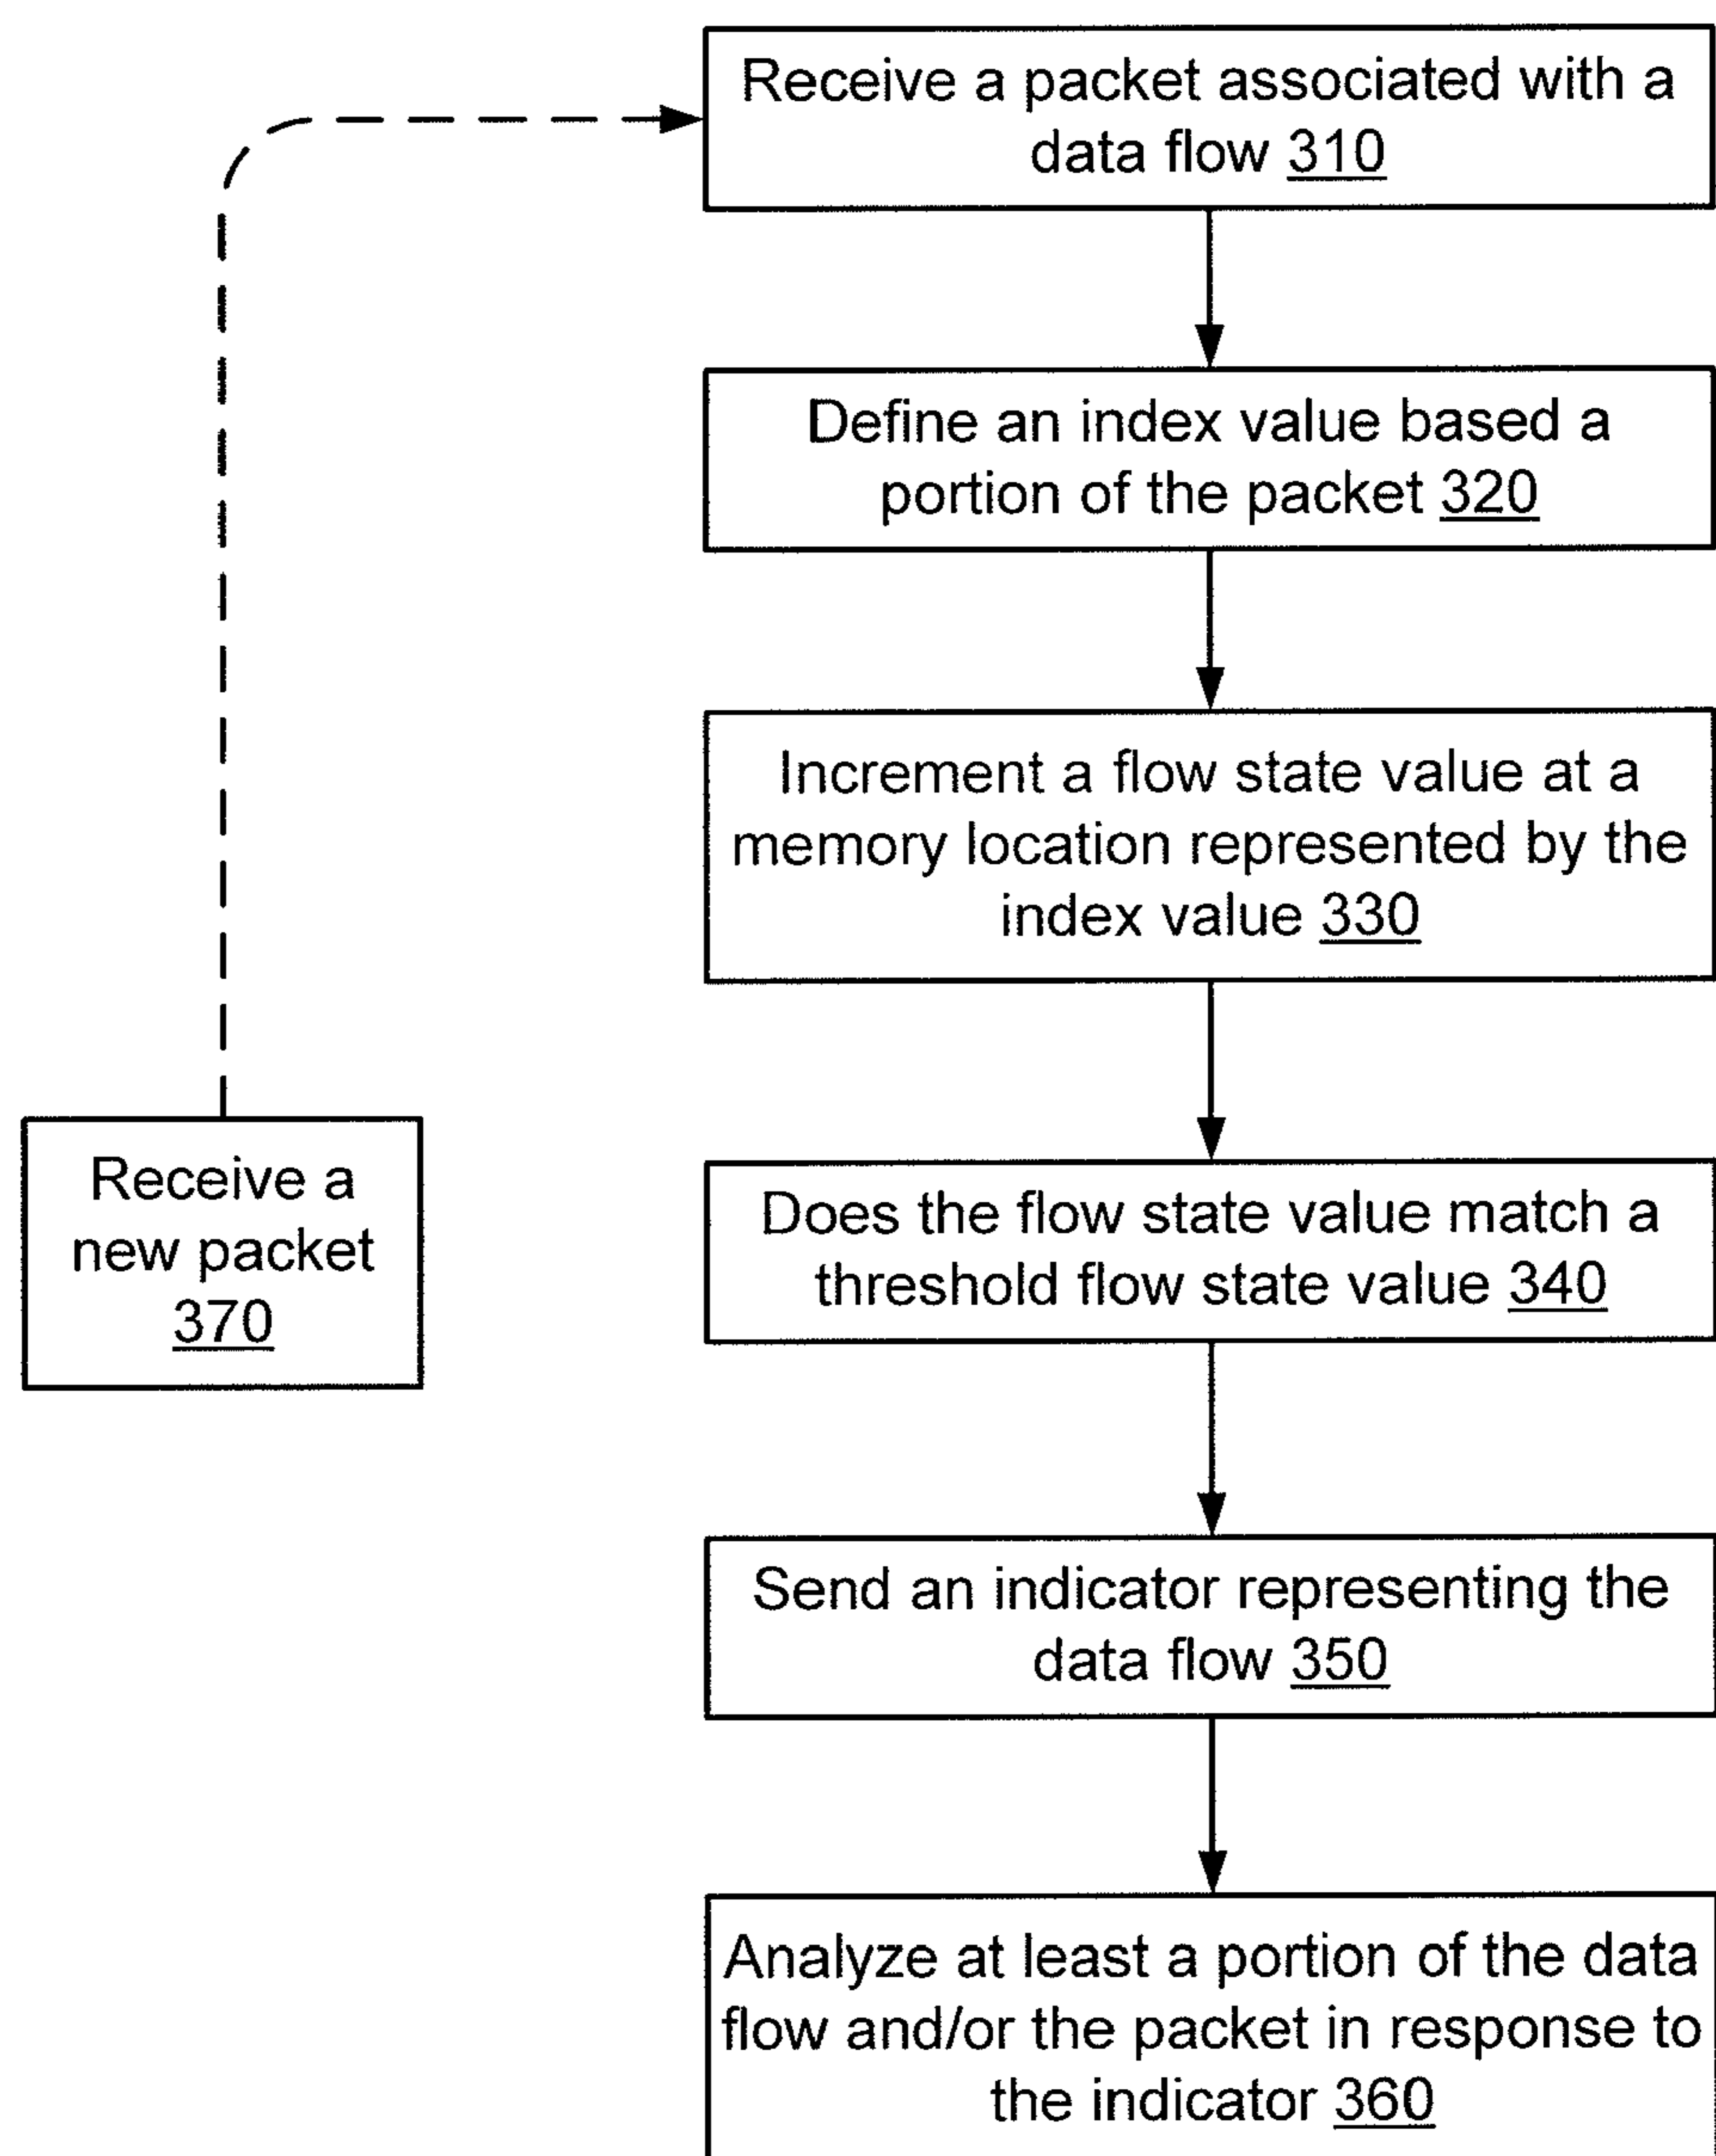 Receive a packet associated with a
data flow 310
Define an index value based a
portion of the packet 320
Increment a flow state value at a
memory location represented by the
index value 330
Receive a
new packet
370
Does the flow state value match a
threshold flow state value 340
Send an indicator representing the
data flow 350
Analyze at least a portion of the data
flow and/or the packet in response to
the indicator 360